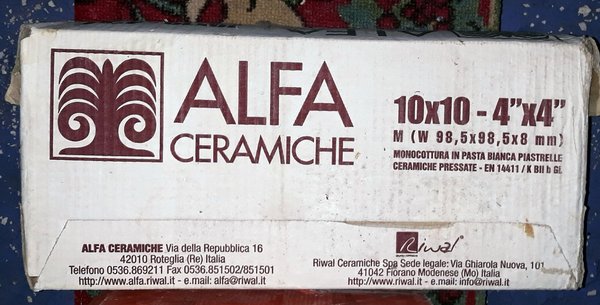 ALFA
CERAMICHE
10x10 - 4"x4"
M (W 98,5x98,5x8 mm)
MONOCOTTURA IN PASTA BIANCA PIASTRELLE
CERAMICHE PRESSATE - EN 14411 / K BII b GL
ALFA CERAMICHE Via della Repubblica 16
42010 Roteglia (Re) Italia
Telefono 0536.869211 Fax 0536.851502/851501
http://www.alfa.riwal.it - e.mail: alfa@riwal.it
Riwal
Riwal Ceramiche Spa Sede legale: Via Ghiarola Nuova, 101
41042 Fiorano Modenese (Mo) Italia
http://www.riwal.it - e.mail: info@riwal.it